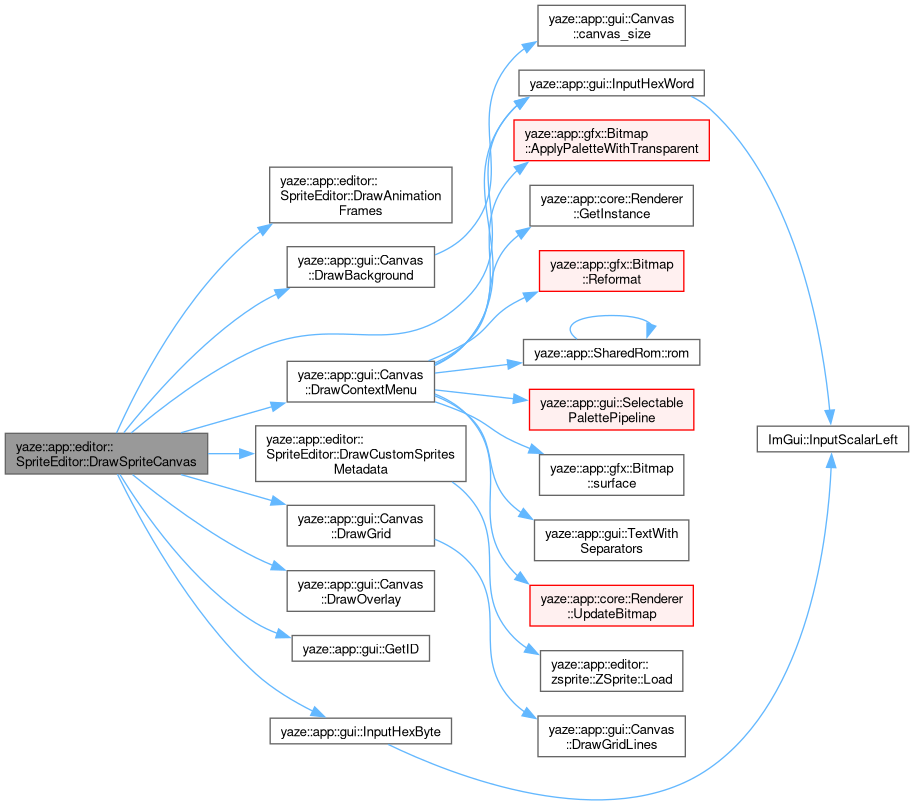 yaze::app::editor::
SpriteEditor::DrawSpriteCanvas
yaze::app::editor::
SpriteEditor::DrawAnimation
Frames
yaze::app::gui::Canvas
::DrawBackground
yaze::app::gui::Canvas
::DrawContextMenu
yaze::app::editor::
SpriteEditor::DrawCustomSprites
Metadata
yaze::app::gui::Canvas
::DrawGrid
yaze::app::gui::Canvas
::DrawOverlay
yaze::app::gui::GetID
yaze::app::gui::InputHexByte
yaze::app::gui::Canvas
::canvas_size
yaze::app::gui::InputHexWord
yaze::app::gfx::Bitmap
::ApplyPaletteWithTransparent
yaze::app::core::Renderer
::GetInstance
yaze::app::gfx::Bitmap
::Reformat
yaze::app::SharedRom::rom
yaze::app::gui::Selectable
PalettePipeline
yaze::app::gfx::Bitmap
::surface
yaze::app::gui::TextWith
Separators
yaze::app::core::Renderer
::UpdateBitmap
yaze::app::editor::
zsprite::ZSprite::Load
yaze::app::gui::Canvas
::DrawGridLines
ImGui::InputScalarLeft